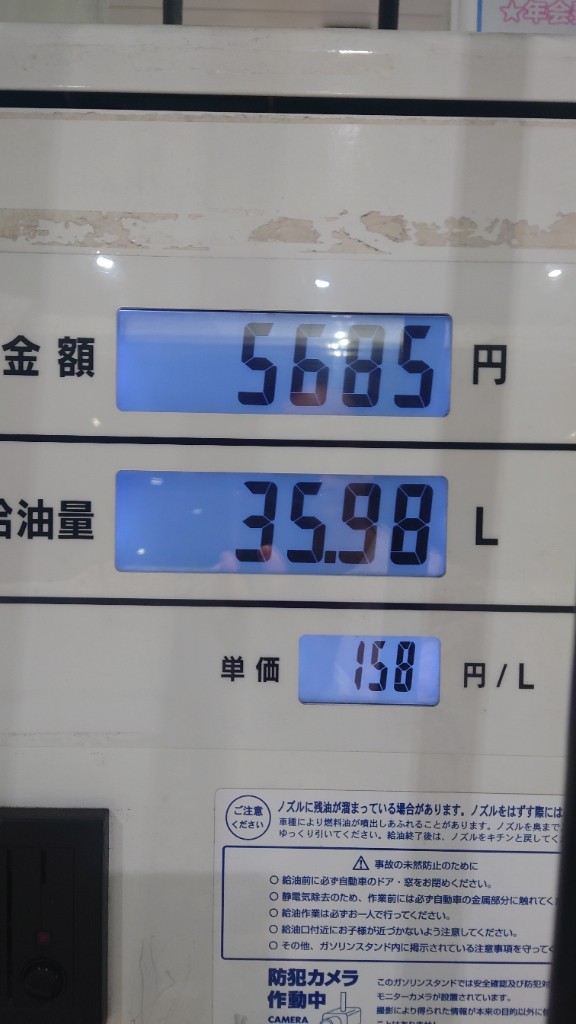 ☆年会
金額 5685 円
給油量 35.98 L
単価 158 円/L
ご注意ください
ノズルに残油が溜まっている場合があります。ノズルをはずす際には
車種により燃料油が噴出しあふれることがあります。ノズルを奥まで
ゆっくり引いてください。給油終了後は、ノズルをキチンと戻してく
事故の未然防止のために
○ 給油前に必ず自動車のドア・窓をお閉めください。
○ 静電気除去のため、作業前には必ず自動車の金属部分に触れてく
○ 給油作業は必ずお一人で行ってください。
○ 給油口付近にお子様が近づかないよう注意してください。
○ その他、ガソリンスタンド内に掲示されている注意事項を守って
防犯カメラ
作動中
CAMERA
このガソリンスタンドでは安全確認及び防犯対
モニターカメラが設置されています。
撮影により得られた情報が本来の目的以外に